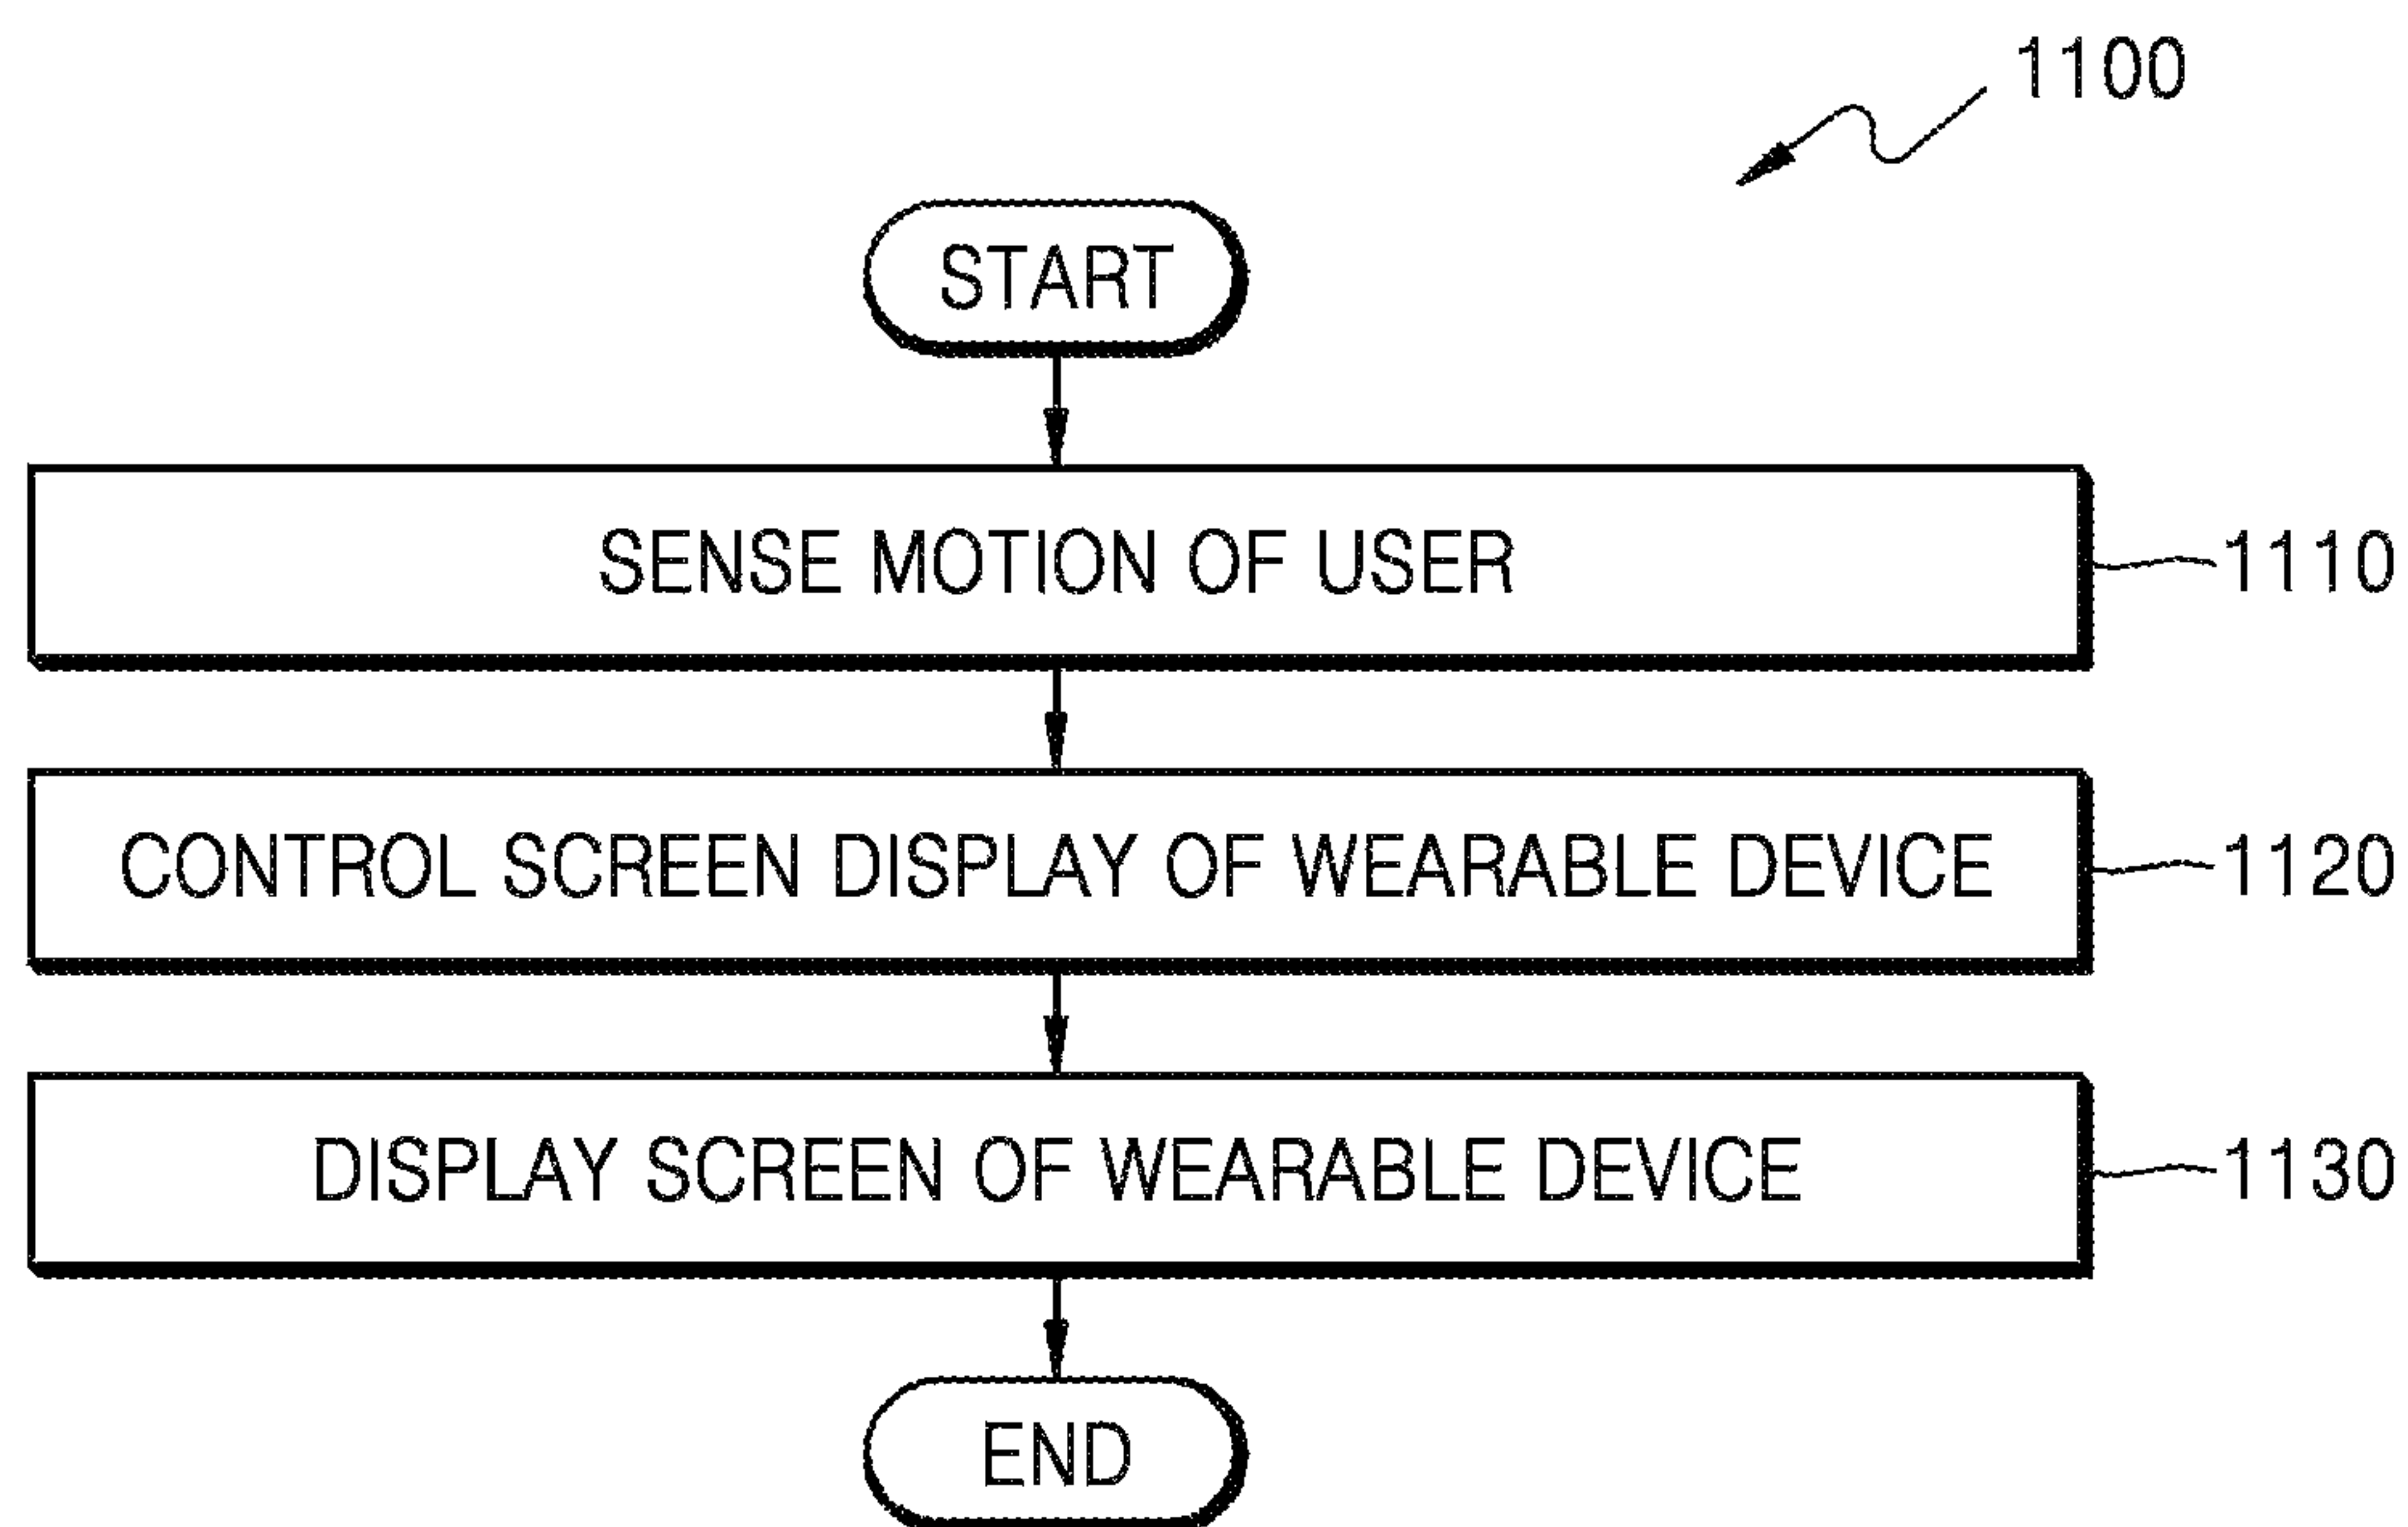 1100
START
SENSE MOTION OF USER
1110
CONTROL SCREEN DISPLAY OF WEARABLE DEVICE
1120
DISPLAY SCREEN OF WEARABLE DEVICE
1130
END